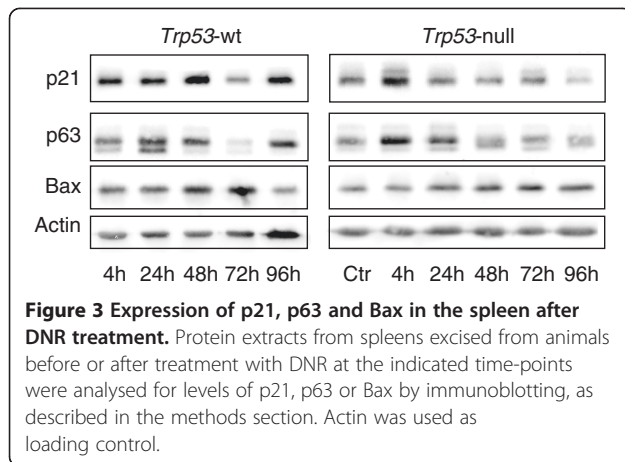 Trp53-wt Trp53-null
p21
p63
Bax
Actin
4h 24h 48h 72h 96h Ctr 4h 24h 48h 72h 96h
Figure 3 Expression of p21, p63 and Bax in the spleen after
DNR treatment. Protein extracts from spleens excised from animals
before or after treatment with DNR at the indicated time-points
were analysed for levels of p21, p63 or Bax by immunoblotting, as
described in the methods section. Actin was used as
loading control.